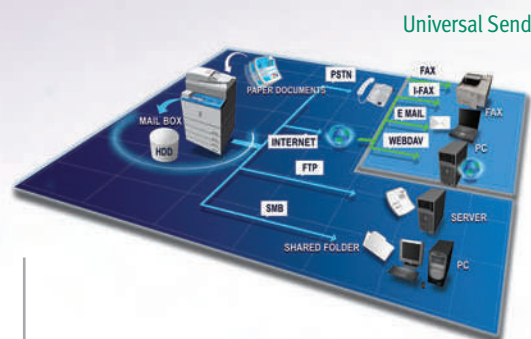 Universal Send
PSTN
FAX
I-FAX
PAPER DOCUMENTS
FAX
E MAIL
MAIL BOX
INTERNET
WEBDAV
PC
HDD
FTP
SERVER
SMB
SHARED FOLDER
PC